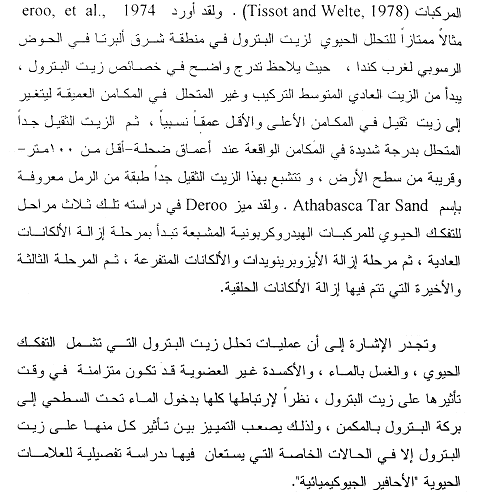 المركبات (Tissot and Welte, 1978) . ولقد أورد eroo, et al., 1974
مثالاً ممتازاً للتحلل الحيوي لزيت البترول في منطقة شرق ألبرتا في الحوض
الرسوبي لغرب كندا ، حيث يلاحظ تدرج واضح في خصائص زيت البترول ،
يبدأ من الزيت العادي المتوسط التركيب وغير المتحلل في المكامن العميقة ليتغير
إلى زيت ثقيل في المكامن الأعلى والأقل عمقاً نسبياً ، ثم الزيت الثقيل جداً
المتحلل بدرجة شديدة في المكامن الواقعة عند أعماق ضحلة-أقل من ١٠٠متر-
وقريبة من سطح الأرض ، و تتشبع بهذا الزيت الثقيل جداً طبقة من الرمل معروفة
بإسم Athabasca Tar Sand . ولقد ميز Deroo في دراسته تلك ثلاث مراحل
للتفكك الحيوي للمركبات الهيدروكربونية المشبعة تبدأ بمرحلة إزالة الألكانات
العادية ، ثم مرحلة إزالة الأيزوبرينويدات والألكانات المتفرعة ، ثم المرحلة الثالثة
والأخيرة التي تتم فيها إزالة الألكانات الحلقية.
وتجدر الإشارة إلى أن عمليات تحلل زيت البترول التي تشمل التفكك
الحيوي ، والغسل بالماء ، والأكسدة غير العضوية قد تكون متزامنة في وقت
تأثيرها على زيت البترول ، نظراً لإرتباطها كلها بدخول الماء تحت السطحي إلى
بركة البترول بالمكمن ، ولذلك يصعب التمييز بين تأثير كل منها على زيت
البترول إلا في الحالات الخاصة التي يستعان فيها بدراسة تفصيلية للعلامات
الحيوية "الأحافير الجيوكيميائية".